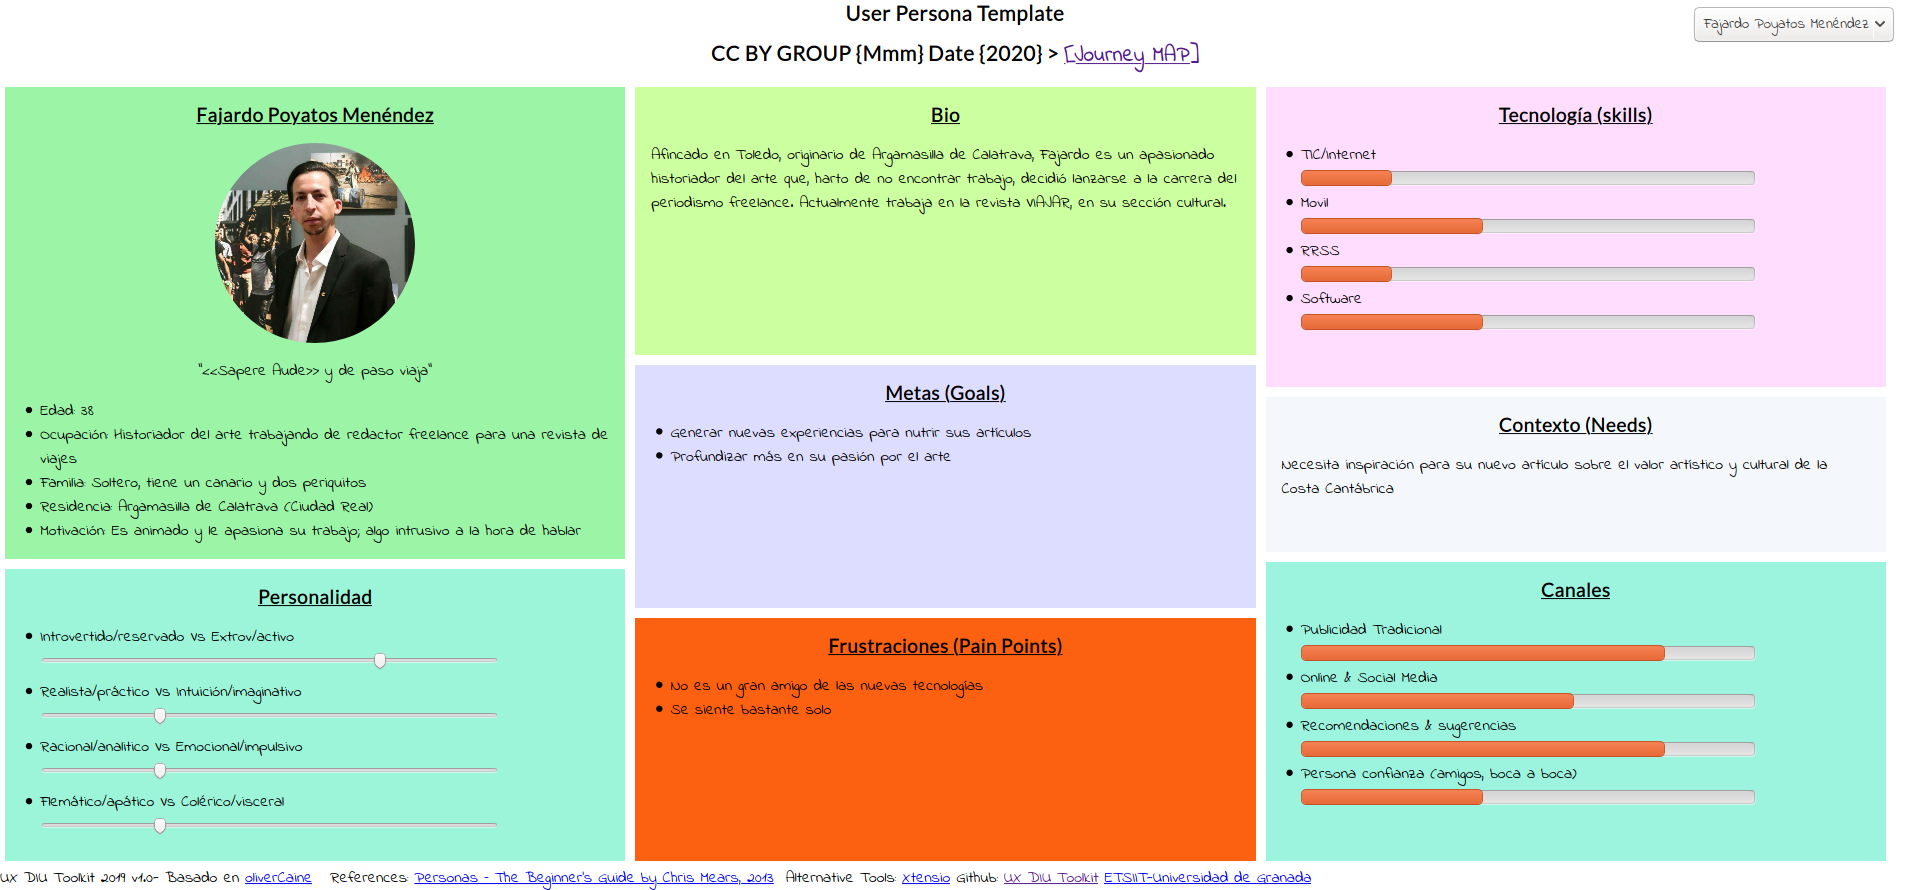 User Persona Template
Fajardo Poyatos Menéndez
CC BY GROUP {Mmm} Date {2020} > [Journey MAP]
Fajardo Poyatos Menéndez
"<<Sapere Aude>> y de paso viaja"
Edad: 38
Ocupación: Historiador del arte trabajando de redactor freelance para una revista de
viajes
Familia: Soltero, tiene un canario y dos periquitos
Residencia: Argamasilla de Calatrava (Ciudad Real)
Motivación: Es animado y le apasiona su trabajo; algo intrusivo a la hora de hablar
Personalidad
Introvertido/reservado Vs Extrov/activo
Realista/práctico Vs Intuición/imaginativo
Racional/analítico Vs Emocional/impulsivo
Flemático/apático Vs Colérico/visceral
Bio
Afincado en Toledo, originario de Argamasilla de Calatrava, Fajardo es un apasionado
historiador del arte que, harto de no encontrar trabajo, decidió lanzarse a la carrera del
periodismo freelance. Actualmente trabaja en la revista VIAJAR, en su sección cultural.
Metas (Goals)
Generar nuevas experiencias para nutrir sus artículos
Profundizar más en su pasión por el arte
Frustraciones (Pain Points)
No es un gran amigo de las nuevas tecnologías
Se siente bastante solo
Tecnología (skills)
TIC/Internet
Movil
RRSS
Software
Contexto (Needs)
Necesita inspiración para su nuevo artículo sobre el valor artístico y cultural de la
Costa Cantábrica
Canales
Publicidad Tradicional
Online & Social Media
Recomendaciones & sugerencias
Persona confianza (amigos, boca a boca)
UX DIU Toolkit 2019 v1.0- Basado en oliverCaine References: Personas - The Beginner's Guide by Chris Mears, 2013 Alternative Tools: Xtensio Github: UX DIU Toolkit ETSIIT-Universidad de Granada